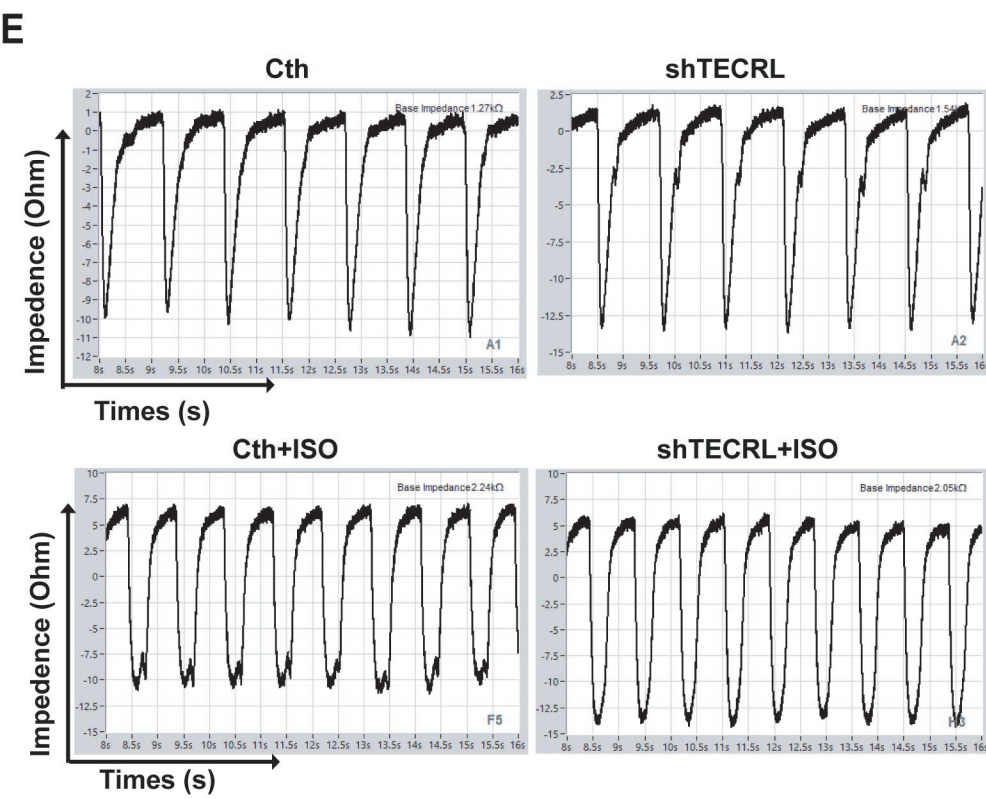 E
Cth
Base Impedance1.27kΩ
2
1
0
-1
-2
-3
-4
-5
-6
-7
-8
-9
-10
-11
-12
A1
8s 8.5s 9s 9.5s 10s 10.5s 11s 11.5s 12s 12.5s 13s 13.5s 14s 14.5s 15s 15.5s 16s
Impedence (Ohm)
Times (s)
shTECRL
Base Impedance1.54
2.5
0
-2.5
-5
-7.5
-10
-12.5
-15
A2
8s 8.5s 9s 9.5s 10s 10.5s 11s 11.5s 12s 12.5s 13s 13.5s 14s 14.5s 15s 15.5s 16s
Cth+ISO
Base Impedance2.24kΩ
10
7.5
5
2.5
0
-2.5
-5
-7.5
-10
-12.5
-15
F5
8s 8.5s 9s 9.5s 10s 10.5s 11s 11.5s 12s 12.5s 13s 13.5s 14s 14.5s 15s 15.5s 16s
Impedence (Ohm)
Times (s)
shTECRL+ISO
Base Impedance2.05kΩ
10
7.5
5
2.5
0
-2.5
-5
-7.5
-10
-12.5
-15
H3
8s 8.5s 9s 9.5s 10s 10.5s 11s 11.5s 12s 12.5s 13s 13.5s 14s 14.5s 15s 15.5s 16s